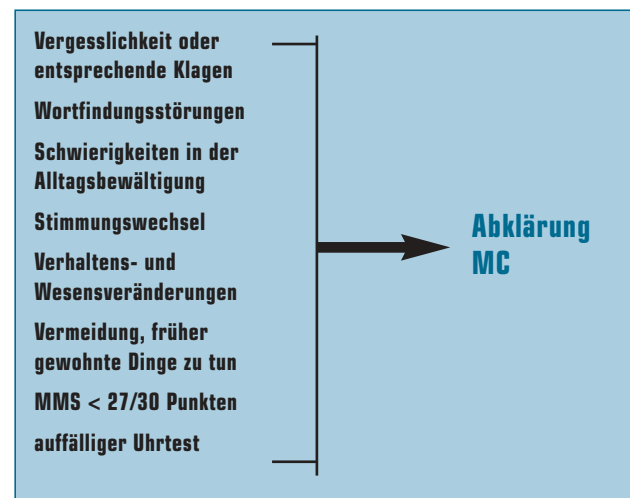 Vergesslichkeit oder
entsprechende Klagen
Wortfindungsstörungen
Schwierigkeiten in der
Alltagsbewältigung
Stimmungswechsel
Verhaltens- und
Wesensveränderungen
Vermeidung, früher
gewohnte Dinge zu tun
MMS < 27/30 Punkten
auffälliger Uhrtest
Abklärung
MC